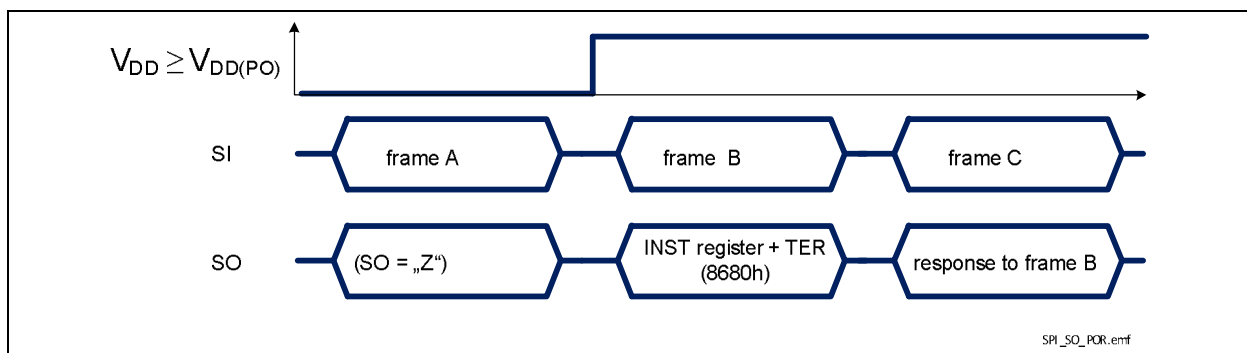 VDD ≥ VDD(PO)
SI
frame A
frame B
frame C
SO
(SO = „Z“)
INST register + TER
(8680h)
response to frame B
SPI_SO_POR.emf